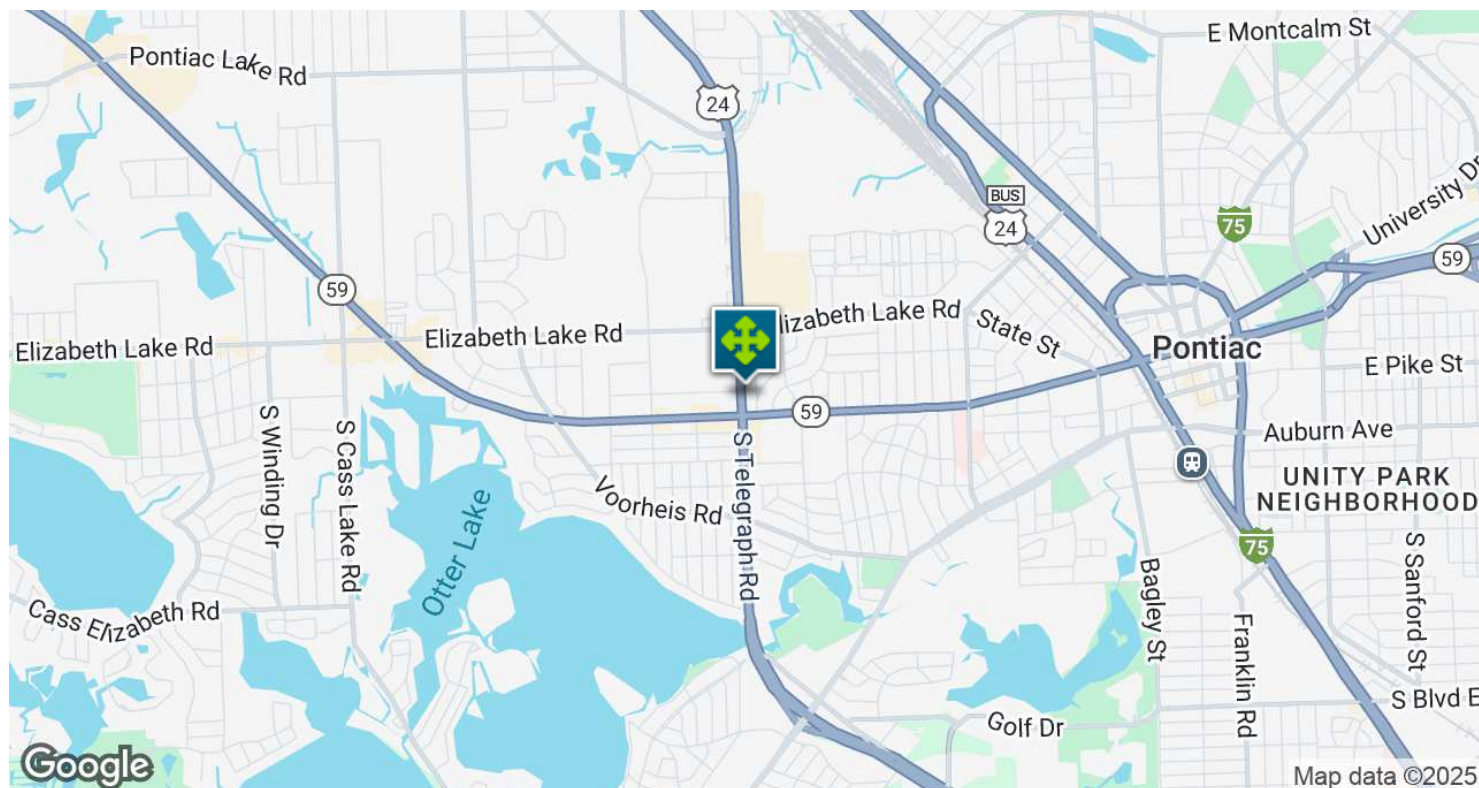 E Montcalm St
Pontiac Lake Rd
24
University Dr
BUS
24
75
59
59
Elizabeth Lake Rd
Elizabeth Lake Rd
lizabeth Lake Rd
State St
Pontiac
E Pike St
59
Auburn Ave
S Winding Dr
S Cass Lake Rd
Otter Lake
Voorheis Rd
S Telegraph Rd
UNITY PARK
NEIGHBORHOOD
75
S Sanford St
Bagley St
Franklin Rd
Cass Elizabeth Rd
S Blvd E
Golf Dr
Google
Map data ©2025